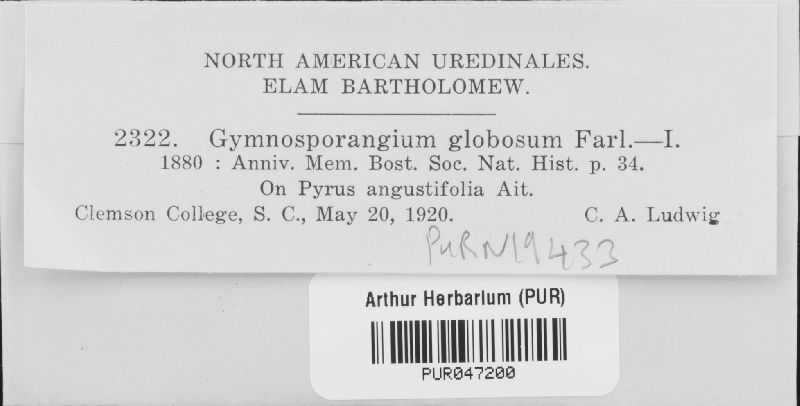 NORTH AMERICAN UREDINALES.
ELAM BARTHOLOMEW.
2322. Gymnosporangium globosum Farl.—I.
1880 : Anniv. Mem. Bost. Soc. Nat. Hist. p. 34.
On Pyrus angustifolia Ait.
Clemson College, S. C., May 20, 1920. C. A. Ludwig
PURN19433
Arthur Herbarium (PUR)
PUR047200